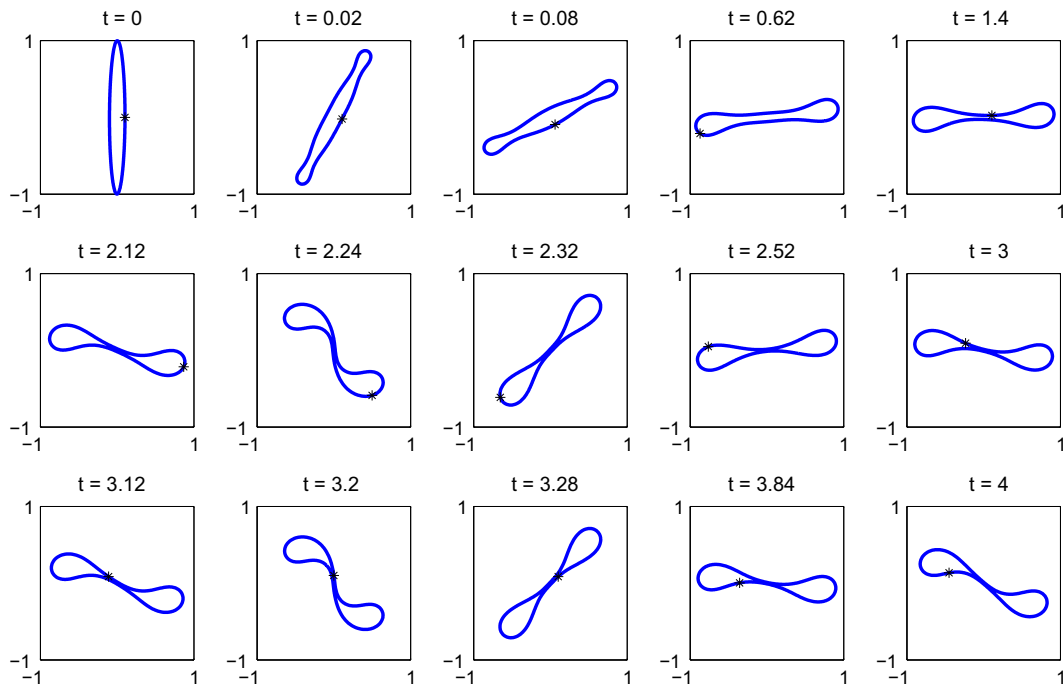 t = 0 t = 0.02 t = 0.08 t = 0.62 t = 1.4
1 1 1 1 1
−1 −1 −1 −1 −1
−1 1 −1 1 −1 1 −1 1 −1 1
t = 2.12 t = 2.24 t = 2.32 t = 2.52 t = 3
1 1 1 1 1
−1 −1 −1 −1 −1
−1 1 −1 1 −1 1 −1 1 −1 1
t = 3.12 t = 3.2 t = 3.28 t = 3.84 t = 4
1 1 1 1 1
−1 −1 −1 −1 −1
−1 1 −1 1 −1 1 −1 1 −1 1